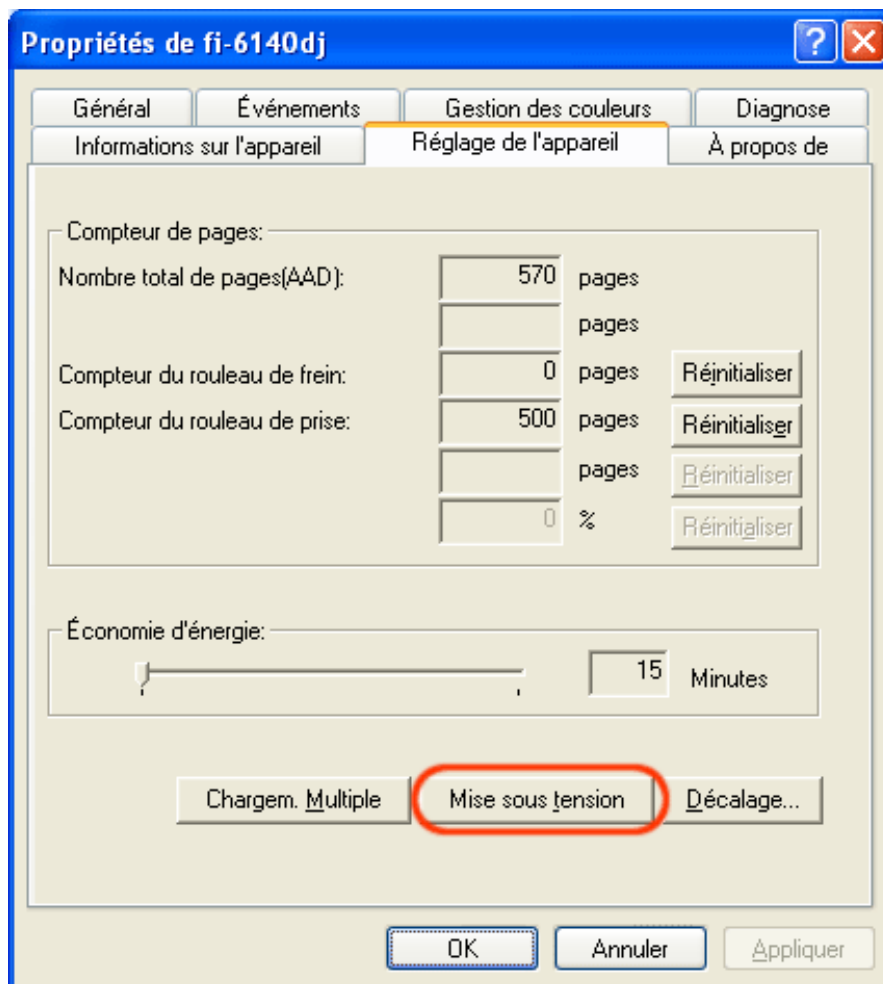 Propriétés de fi-6140dj
Général Événements Gestion des couleurs Diagnose
Informations sur l'appareil Réglage de l'appareil À propos de
Compteur de pages:
Nombre total de pages(AAD): 570 pages
pages
Compteur du rouleau de frein: 0 pages Réinitialiser
Compteur du rouleau de prise: 500 pages Réinitialiser
pages Réinitialiser
0 % Réinitialiser
Économie d'énergie:
15 Minutes
Chargem. Multiple Mise sous tension Décalage...
OK Annuler Appliquer